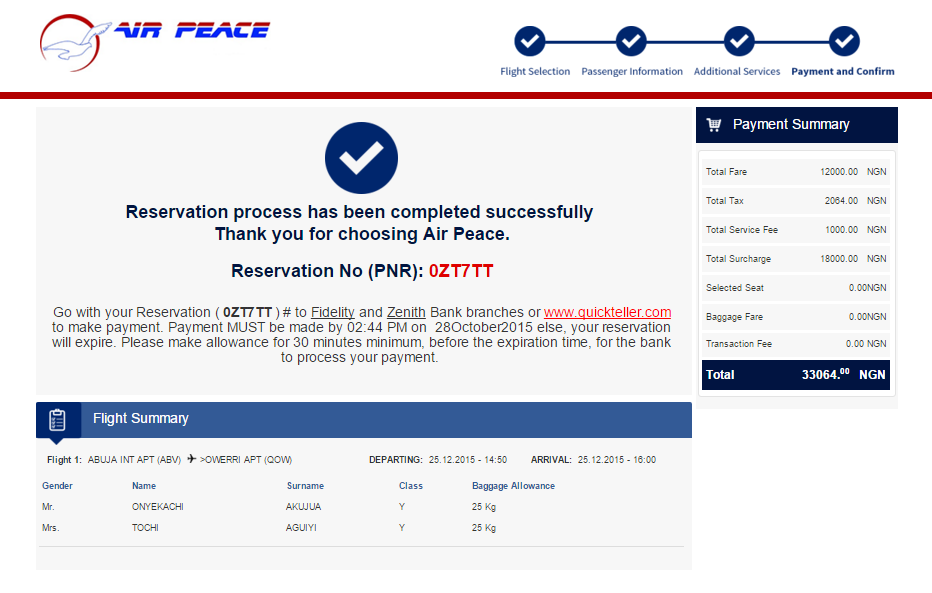 AIR PEACE
Flight Selection
Passenger Information
Additional Services
Payment and Confirm
Reservation process has been completed successfully
Thank you for choosing Air Peace.
Reservation No (PNR): 0ZT7TT
Go with your Reservation ( 0ZT7TT ) # to Fidelity and Zenith Bank branches or www.quickteller.com
to make payment. Payment MUST be made by 02:44 PM on 28October2015 else, your reservation
will expire. Please make allowance for 30 minutes minimum, before the expiration time, for the bank
to process your payment.
Payment Summary
Total Fare 12000.00 NGN
Total Tax 2064.00 NGN
Total Service Fee 1000.00 NGN
Total Surcharge 18000.00 NGN
Selected Seat 0.00NGN
Baggage Fare 0.00NGN
Transaction Fee 0.00 NGN
Total 33064.00 NGN
Flight Summary
Flight 1: ABUJA INT APT (ABV) >OWERRI APT (QOW) DEPARTING: 25.12.2015 - 14:50 ARRIVAL: 25.12.2015 - 16:00
Gender Name Surname Class Baggage Allowance
Mr. ONYEKACHI AKUJUA Y 25 Kg
Mrs. TOCHI AGUIYI Y 25 Kg